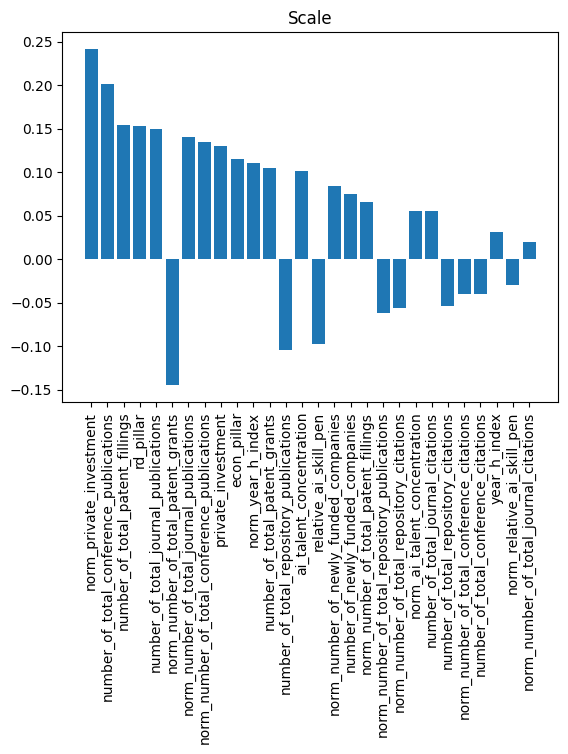 Scale
0.25
0.20
0.15
0.10
0.05
0.00
−0.05
−0.10
−0.15
norm_private_investment
number_of_total_conference_publications
number_of_total_patent_fillings
rd_pillar
number_of_total_journal_publications
norm_number_of_total_patent_grants
norm_number_of_total_journal_publications
norm_number_of_total_conference_publications
private_investment
econ_pillar
norm_year_h_index
number_of_total_patent_grants
number_of_total_repository_publications
ai_talent_concentration
relative_ai_skill_pen
norm_number_of_newly_funded_companies
number_of_newly_funded_companies
norm_number_of_total_patent_fillings
norm_number_of_total_repository_publications
norm_number_of_total_repository_citations
norm_ai_talent_concentration
number_of_total_journal_citations
number_of_total_repository_citations
norm_number_of_total_conference_citations
number_of_total_conference_citations
year_h_index
norm_relative_ai_skill_pen
norm_number_of_total_journal_citations